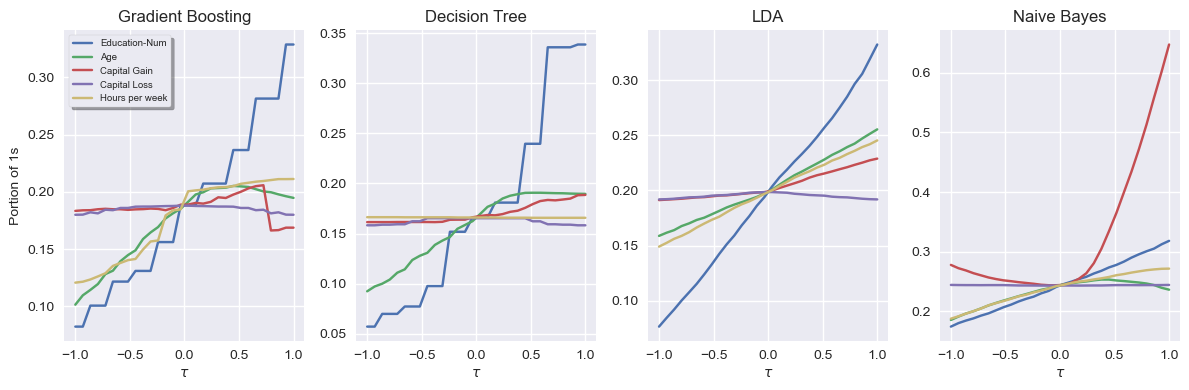 Gradient Boosting
Decision Tree
LDA
Naive Bayes
Portion of 1s
Education-Num
Age
Capital Gain
Capital Loss
Hours per week
0.30
0.25
0.20
0.15
0.10
−1.0 −0.5 0.0 0.5 1.0
τ
0.35
0.30
0.25
0.20
0.15
0.10
0.05
−1.0 −0.5 0.0 0.5 1.0
τ
0.30
0.25
0.20
0.15
0.10
−1.0 −0.5 0.0 0.5 1.0
τ
0.6
0.5
0.4
0.3
0.2
−1.0 −0.5 0.0 0.5 1.0
τ